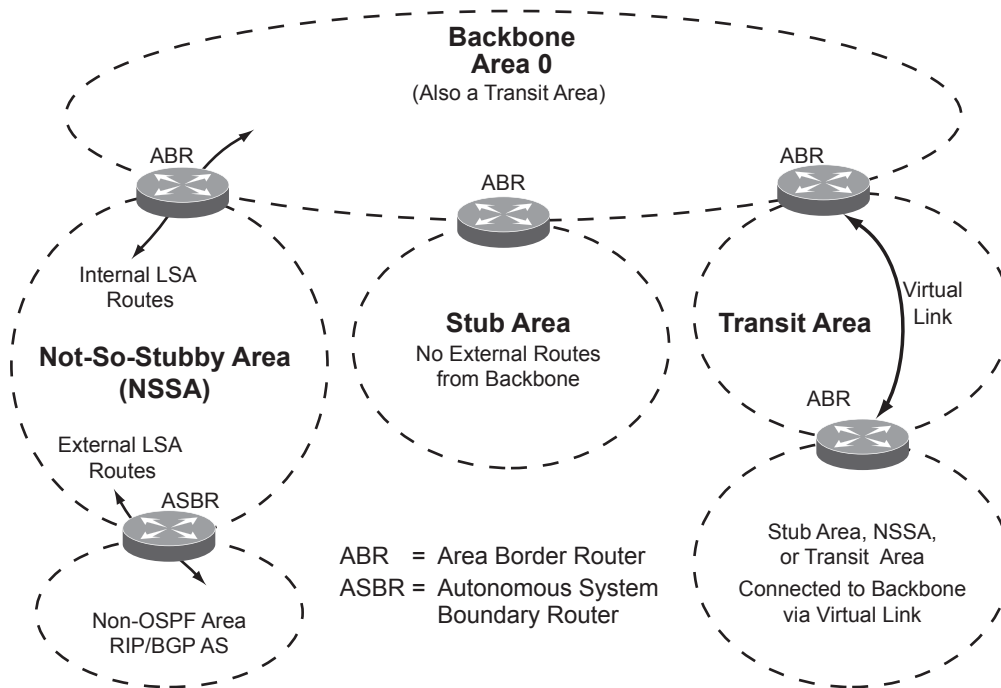 Backbone
Area 0
(Also a Transit Area)
ABR
ABR
ABR
Internal LSA
Routes
Not-So-Stubby Area
(NSSA)
External LSA
Routes
ASBR
Non-OSPF Area
RIP/BGP AS
Stub Area
No External Routes
from Backbone
Transit Area
Virtual
Link
ABR
Stub Area, NSSA,
or Transit Area
Connected to Backbone
via Virtual Link
ABR = Area Border Router
ASBR = Autonomous System
Boundary Router